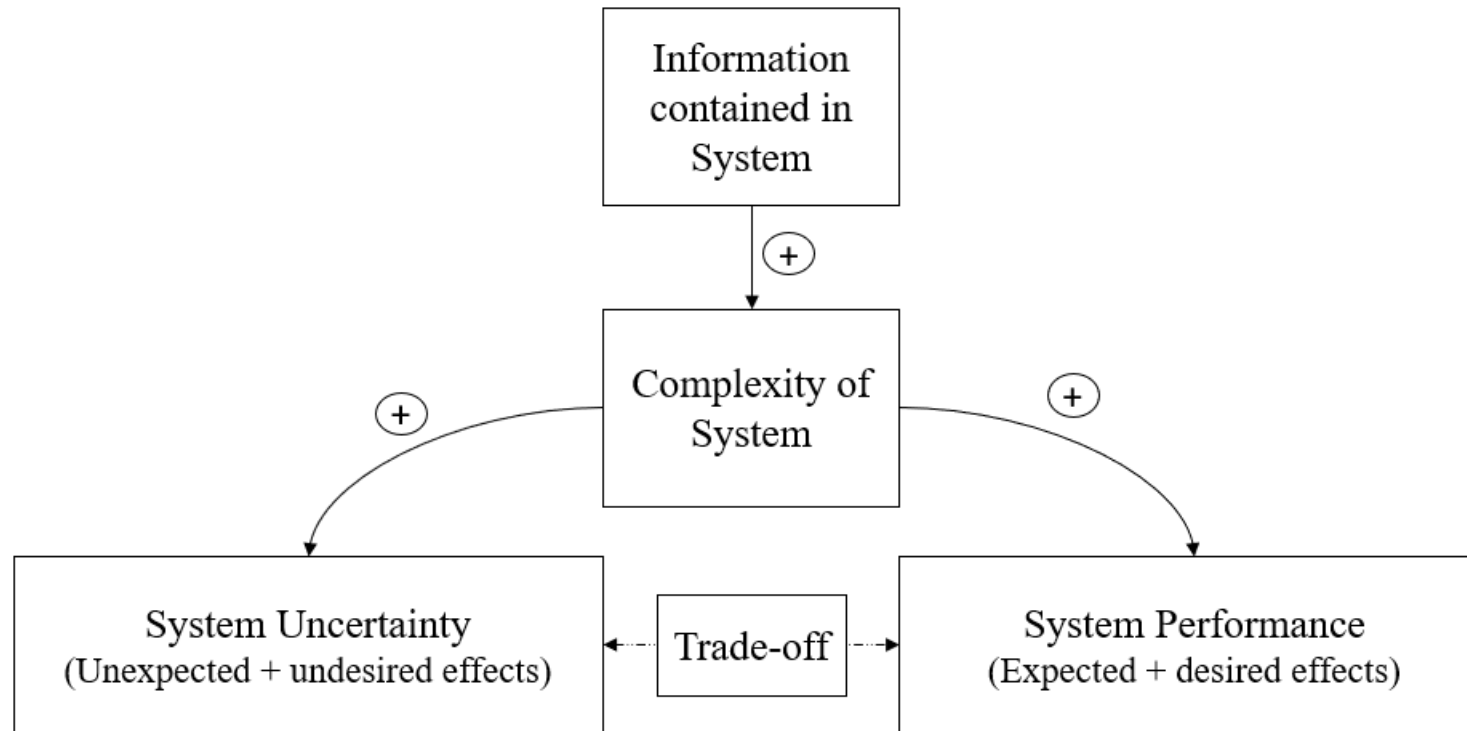 Information
contained in
System
+
Complexity of
System
+
+
System Uncertainty
(Unexpected + undesired effects)
Trade-off
System Performance
(Expected + desired effects)